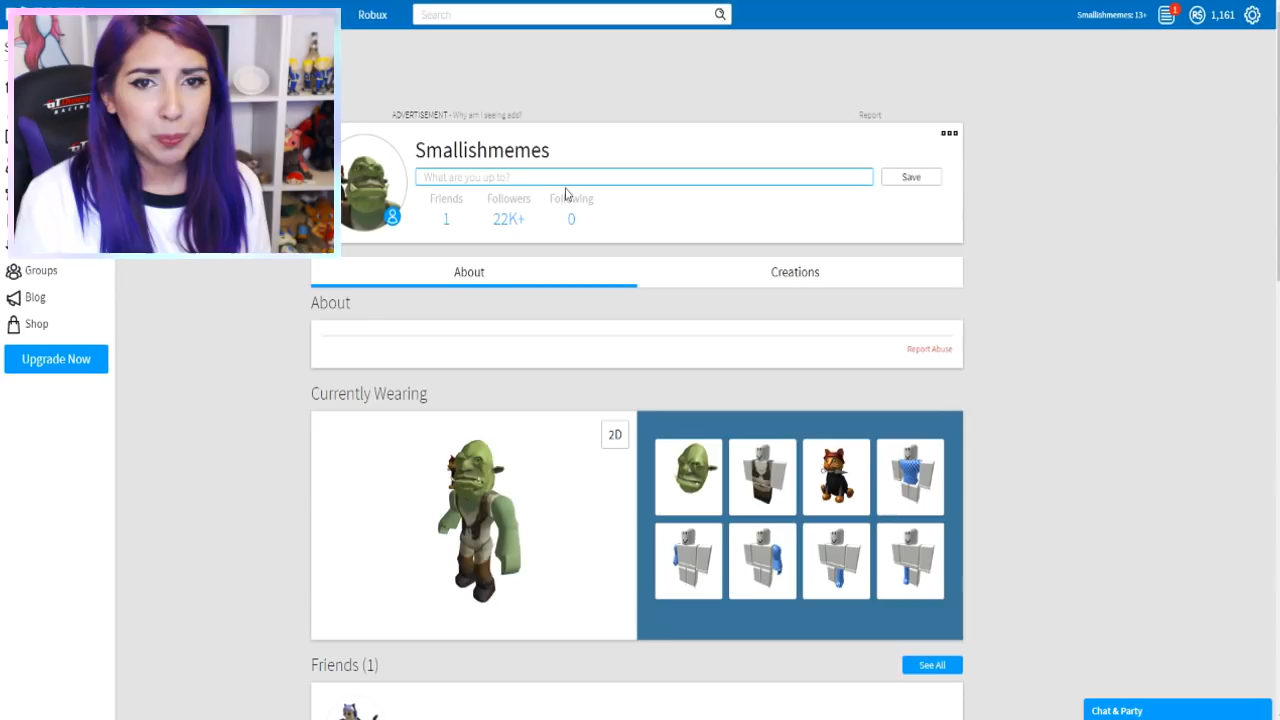 Robux
Search
Smallishmemes: 13+
1
1,161
ADVERTISEMENT - Why am I seeing ads?
Report
Smallishmemes
What are you up to?
Save
Friends
Followers
Following
1
22K+
0
About
Creations
Groups
Blog
Shop
Upgrade Now
About
Report Abuse
Currently Wearing
2D
Friends (1)
See All
Chat & Party